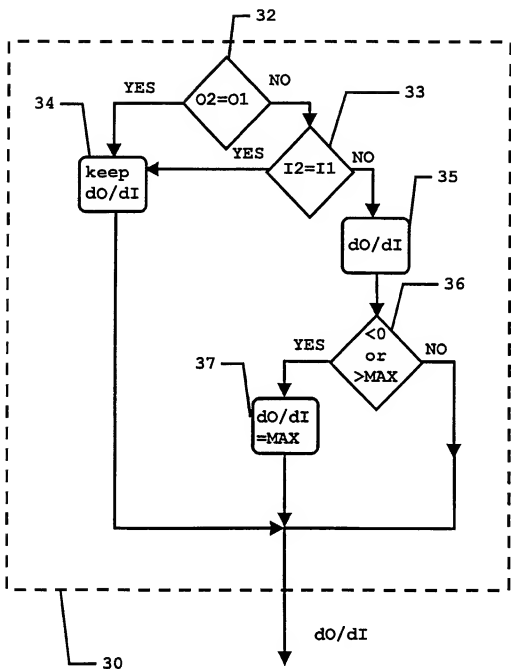 32
YES
O2=O1
NO
34
33
YES
I2=I1
NO
keep
dO/dI
35
dO/dI
36
<0
or
>MAX
YES
NO
37
dO/dI
=MAX
30
dO/dI